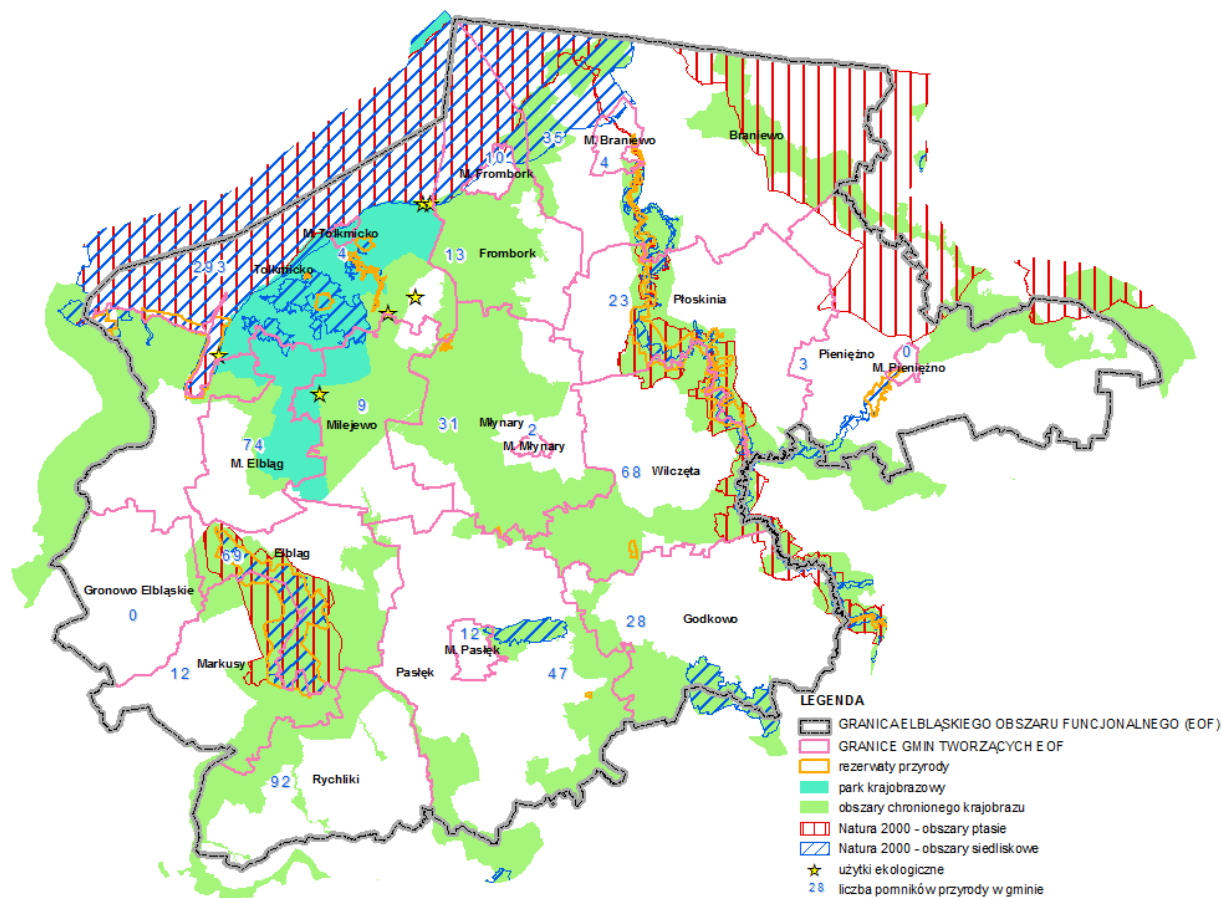 35
Braniewo
M. Braniewo
4
10
M. Frombork
M. Tolkmicko
4
13
Frombork
293
Tolkmicko
23
Płoskinia
3
Pieniężno
0
M. Pieniężno
9
Milejewo
31
Młynary
2
M. Młynary
74
M. Elbląg
68
Wilczęta
69
Elbląg
Gronowo Elbląskie
0
28
Godkowo
12
M. Pasłęk
12
Markusy
Pasłęk
47
92
Rychliki
LEGENDA
GRANICA ELBLĄSKIEGO OBSZARU FUNCJONALNEGO (EOF)
GRANICE GMIN TWORZĄCYCH EOF
rezerwaty przyrody
park krajobrazowy
obszary chronionego krajobrazu
Natura 2000 - obszary ptasie
Natura 2000 - obszary siedliskowe
użytki ekologiczne
28 liczba pomników przyrody w gminie